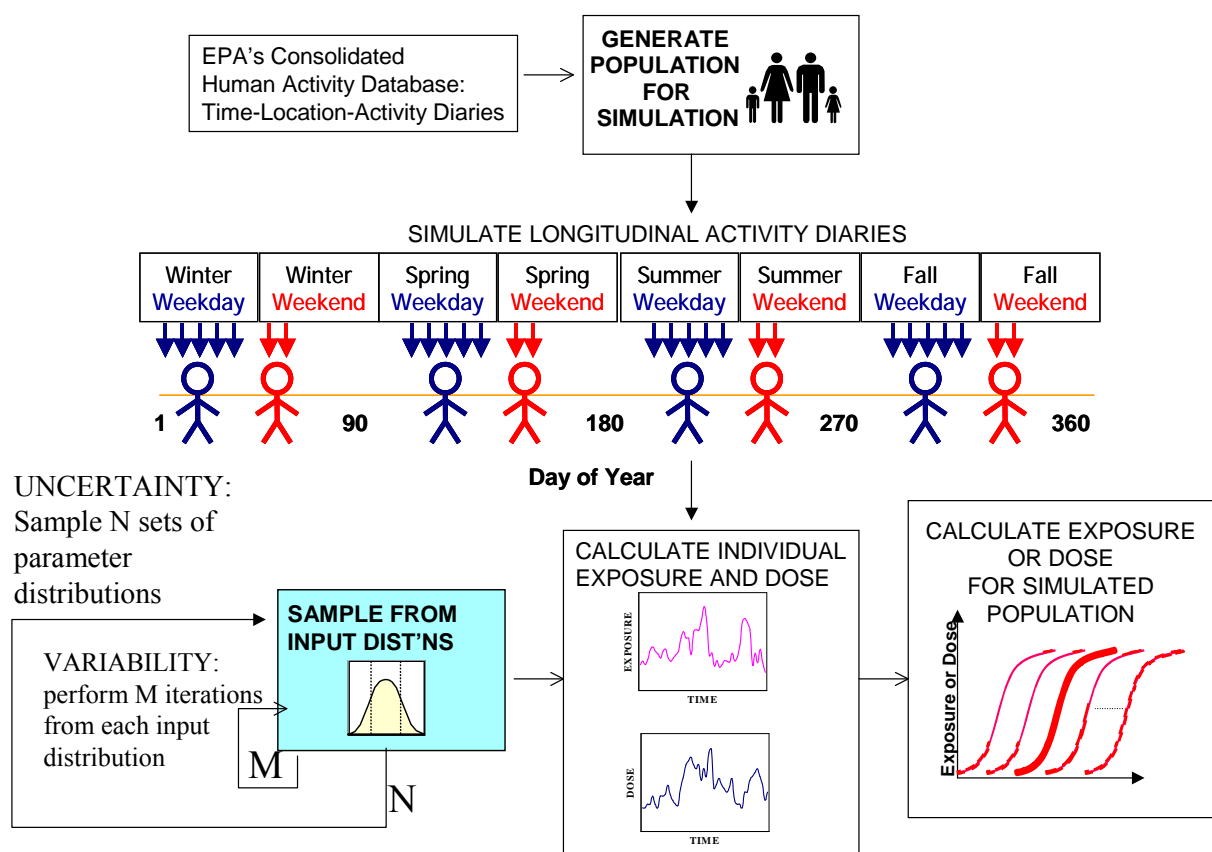 EPA's Consolidated
Human Activity Database:
Time-Location-Activity Diaries
GENERATE
POPULATION
FOR
SIMULATION
SIMULATE LONGITUDINAL ACTIVITY DIARIES
Winter
Weekday
Winter
Weekend
Spring
Weekday
Spring
Weekend
Summer
Weekday
Summer
Weekend
Fall
Weekday
Fall
Weekend
1
90
180
270
360
Day of Year
UNCERTAINTY:
Sample N sets of
parameter
distributions
VARIABILITY:
perform M iterations
from each input
distribution
M
N
SAMPLE FROM
INPUT DIST'NS
CALCULATE INDIVIDUAL
EXPOSURE AND DOSE
EXPOSURE
TIME
DOSE
TIME
CALCULATE EXPOSURE
OR DOSE
FOR SIMULATED
POPULATION
Exposure or Dose